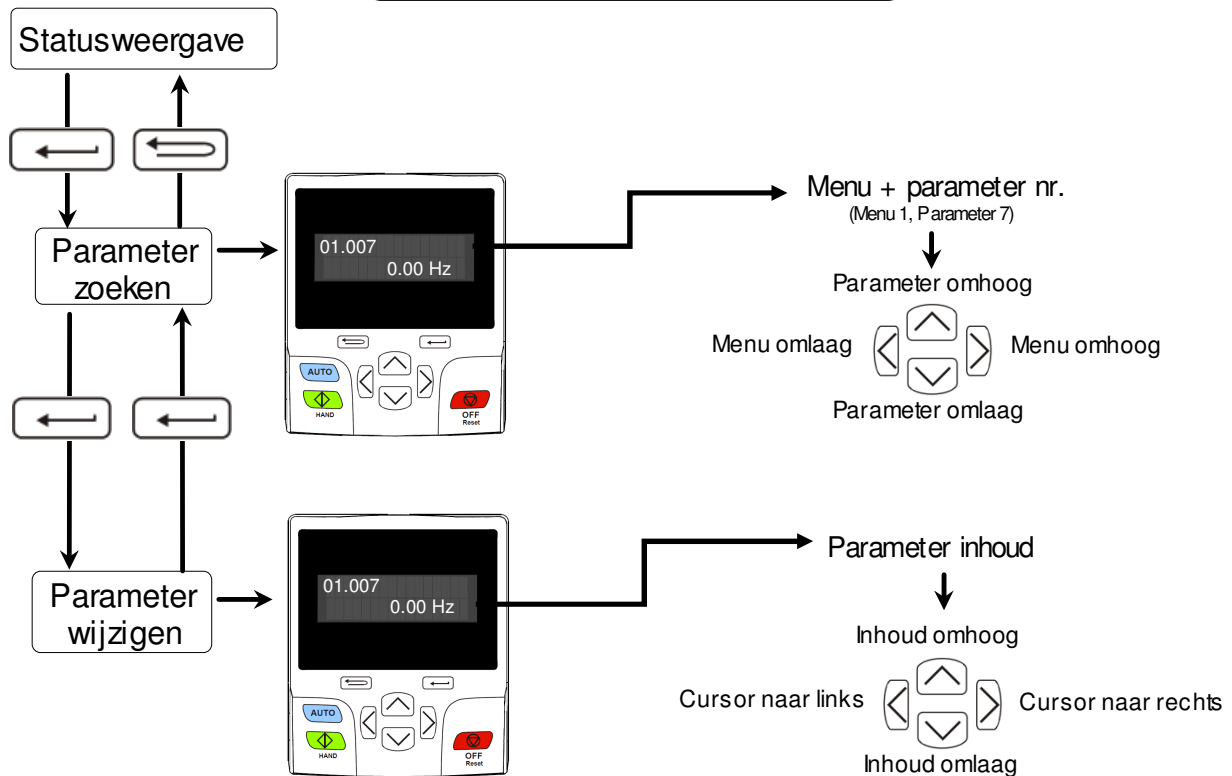 Statusweergave
Parameter
zoeken
01.007
0.00 Hz
AUTO
HAND
OFF
Reset
Menu + parameter nr.
(Menu 1, Parameter 7)
Parameter omhoog
Menu omlaag
Menu omhoog
Parameter omlaag
Parameter
wijzigen
01.007
0.00 Hz
AUTO
HAND
OFF
Reset
Parameter inhoud
Inhoud omhoog
Cursor naar links
Cursor naar rechts
Inhoud omlaag